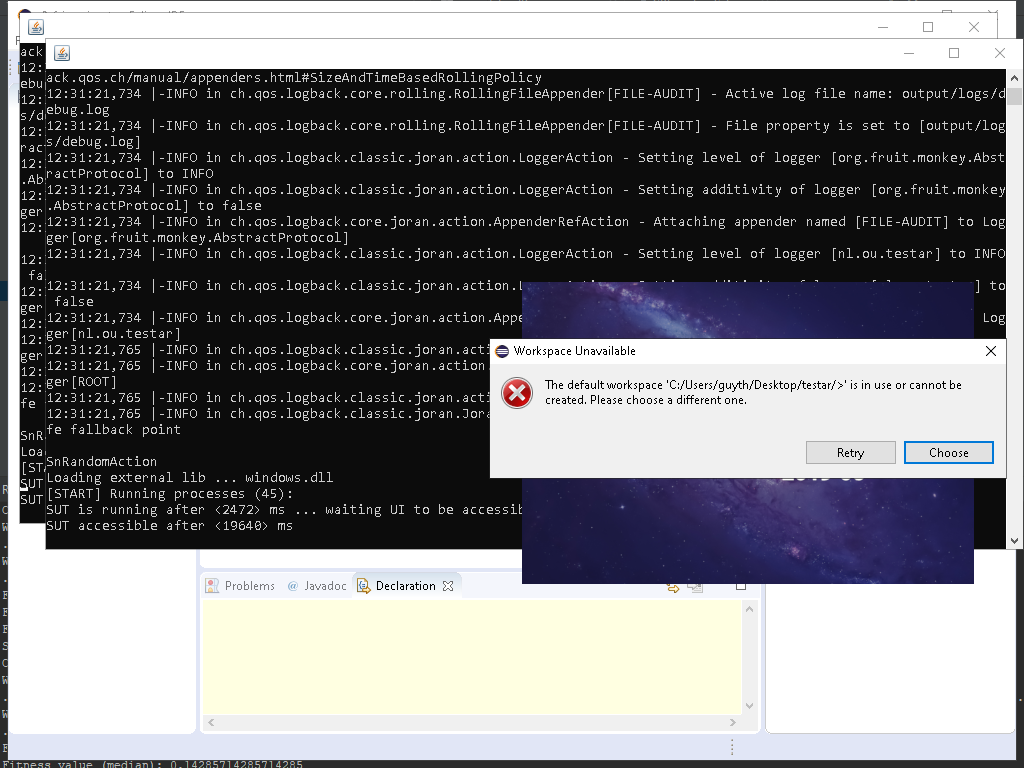 ack.qos.ch/manual/appenders.html#SizeAndTimeBasedRollingPolicy
12:31:21,734 |-INFO in ch.qos.logback.core.rolling.RollingFileAppender[FILE-AUDIT] - Active log file name: output/logs/d
ebug.log
12:31:21,734 |-INFO in ch.qos.logback.core.rolling.RollingFileAppender[FILE-AUDIT] - File property is set to [output/log
s/debug.log]
12:31:21,734 |-INFO in ch.qos.logback.classic.joran.action.LoggerAction - Setting level of logger [org.fruit.monkey.Abst
ractProtocol] to INFO
12:31:21,734 |-INFO in ch.qos.logback.classic.joran.action.LoggerAction - Setting additivity of logger [org.fruit.monkey
.AbstractProtocol] to false
12:31:21,734 |-INFO in ch.qos.logback.core.joran.action.AppenderRefAction - Attaching appender named [FILE-AUDIT] to Log
ger[org.fruit.monkey.AbstractProtocol]
12:31:21,734 |-INFO in ch.qos.logback.classic.joran.action.LoggerAction - Setting level of logger [nl.ou.testar] to INFO
12:31:21,734 |-INFO in ch.qos.logback.classic.joran.action.L to
false
12:31:21,734 |-INFO in ch.qos.logback.core.joran.action.Appe Log
ger[nl.ou.testar]
12:31:21,765 |-INFO in ch.qos.logback.classic.joran.acti
12:31:21,765 |-INFO in ch.qos.logback.core.joran.action.
ger[ROOT]
12:31:21,765 |-INFO in ch.qos.logback.classic.joran.acti
12:31:21,765 |-INFO in ch.qos.logback.classic.joran.Jora
fe fallback point
SnRandomAction
Loading external lib ... windows.dll
[START] Running processes (45):
SUT is running after <2472> ms ... waiting UI to be accessib
SUT accessible after <19640> ms
Workspace Unavailable
The default workspace 'C:/Users/guyth/Desktop/testar/>' is in use or cannot be
created. Please choose a different one.
Retry Choose
Problems @ Javadoc Declaration
Fitness value (median): 0.14285714285714285